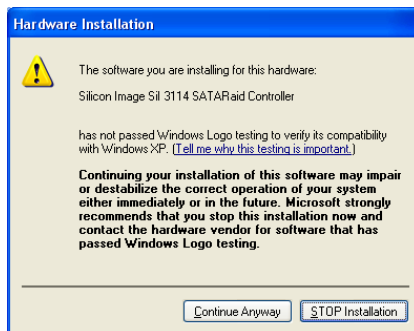 Hardware Installation
The software you are installing for this hardware:
Silicon Image SiI 3114 SATARaid Controller
has not passed Windows Logo testing to verify its compatibility
with Windows XP. (Tell me why this testing is important.)
Continuing your installation of this software may impair
or destabilize the correct operation of your system
either immediately or in the future. Microsoft strongly
recommends that you stop this installation now and
contact the hardware vendor for software that has
passed Windows Logo testing.
Continue Anyway
STOP Installation